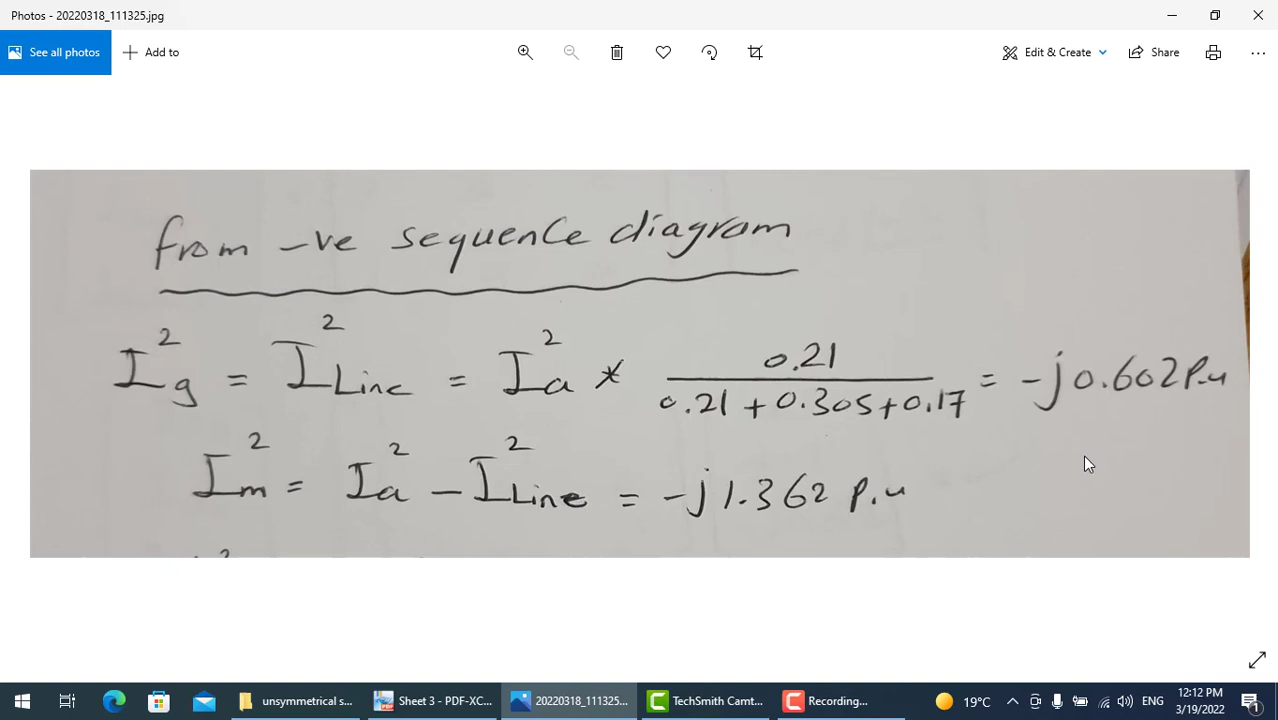 Photos - 20220318_111325.jpg
See all photos
Add to
Edit & Create
Share
from -ve sequence diagram
I²g = I²Line = I²a * 0.21 / 0.21 + 0.305 + 0.17 = -j0.602 P.u
I²m = I²a - I²Line = -j1.362 P.u
2
unsymmetrical s...
Sheet 3 - PDF-XC...
20220318_111325...
TechSmith Camt...
Recording...
19°C
ENG
12:12 PM
3/19/2022
1